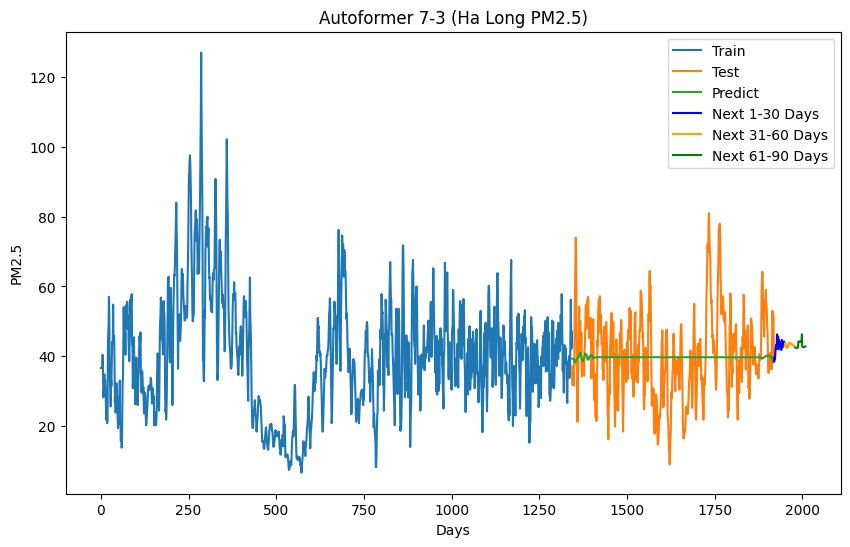 Autoformer 7-3 (Ha Long PM2.5)
Train
Test
Predict
Next 1-30 Days
Next 31-60 Days
Next 61-90 Days
PM2.5
120
100
80
60
40
20
0
250
500
750
1000
1250
1500
1750
2000
Days